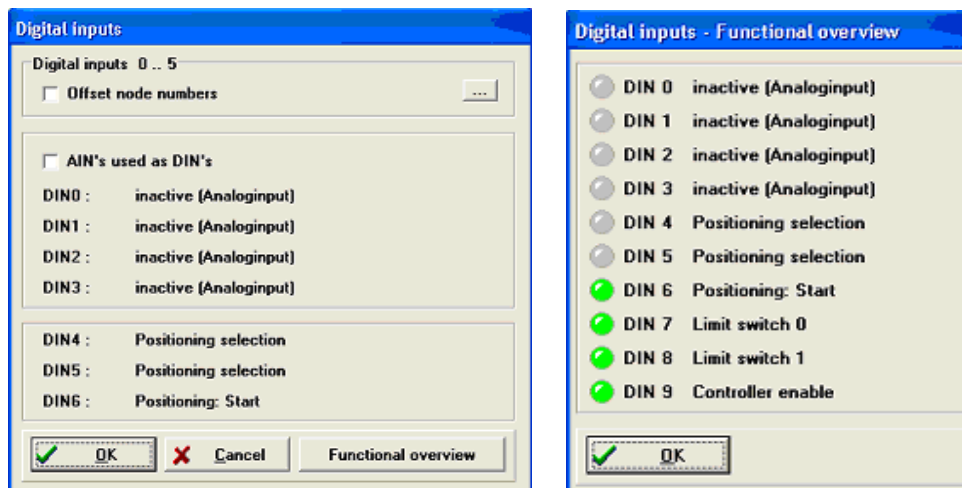 Digital inputs
Digital inputs 0 .. 5
Offset node numbers
...
AIN's used as DIN's
DIN0 : inactive (Analoginput)
DIN1 : inactive (Analoginput)
DIN2 : inactive (Analoginput)
DIN3 : inactive (Analoginput)
DIN4 : Positioning selection
DIN5 : Positioning selection
DIN6 : Positioning: Start
OK Cancel Functional overview
Digital inputs - Functional overview
DIN 0 inactive (Analoginput)
DIN 1 inactive (Analoginput)
DIN 2 inactive (Analoginput)
DIN 3 inactive (Analoginput)
DIN 4 Positioning selection
DIN 5 Positioning selection
DIN 6 Positioning: Start
DIN 7 Limit switch 0
DIN 8 Limit switch 1
DIN 9 Controller enable
OK